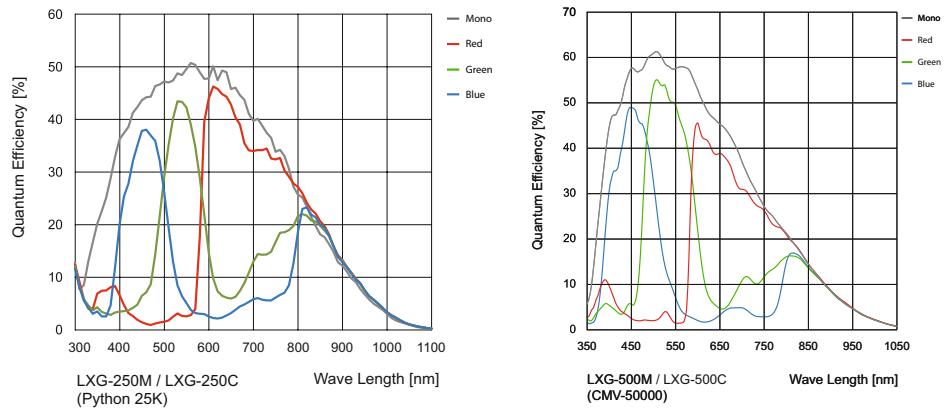 Quantum Efficiency [%]
60
50
40
30
20
10
0
300 400 500 600 700 800 900 1000 1100
Mono
Red
Green
Blue
LXG-250M / LXG-250C
(Python 25K)
Wave Length [nm]
Quantum Efficiency [%]
70
60
50
40
30
20
10
0
350 450 550 650 750 850 950 1050
Mono
Red
Green
Blue
LXG-500M / LXG-500C
(CMV-50000)
Wave Length [nm]